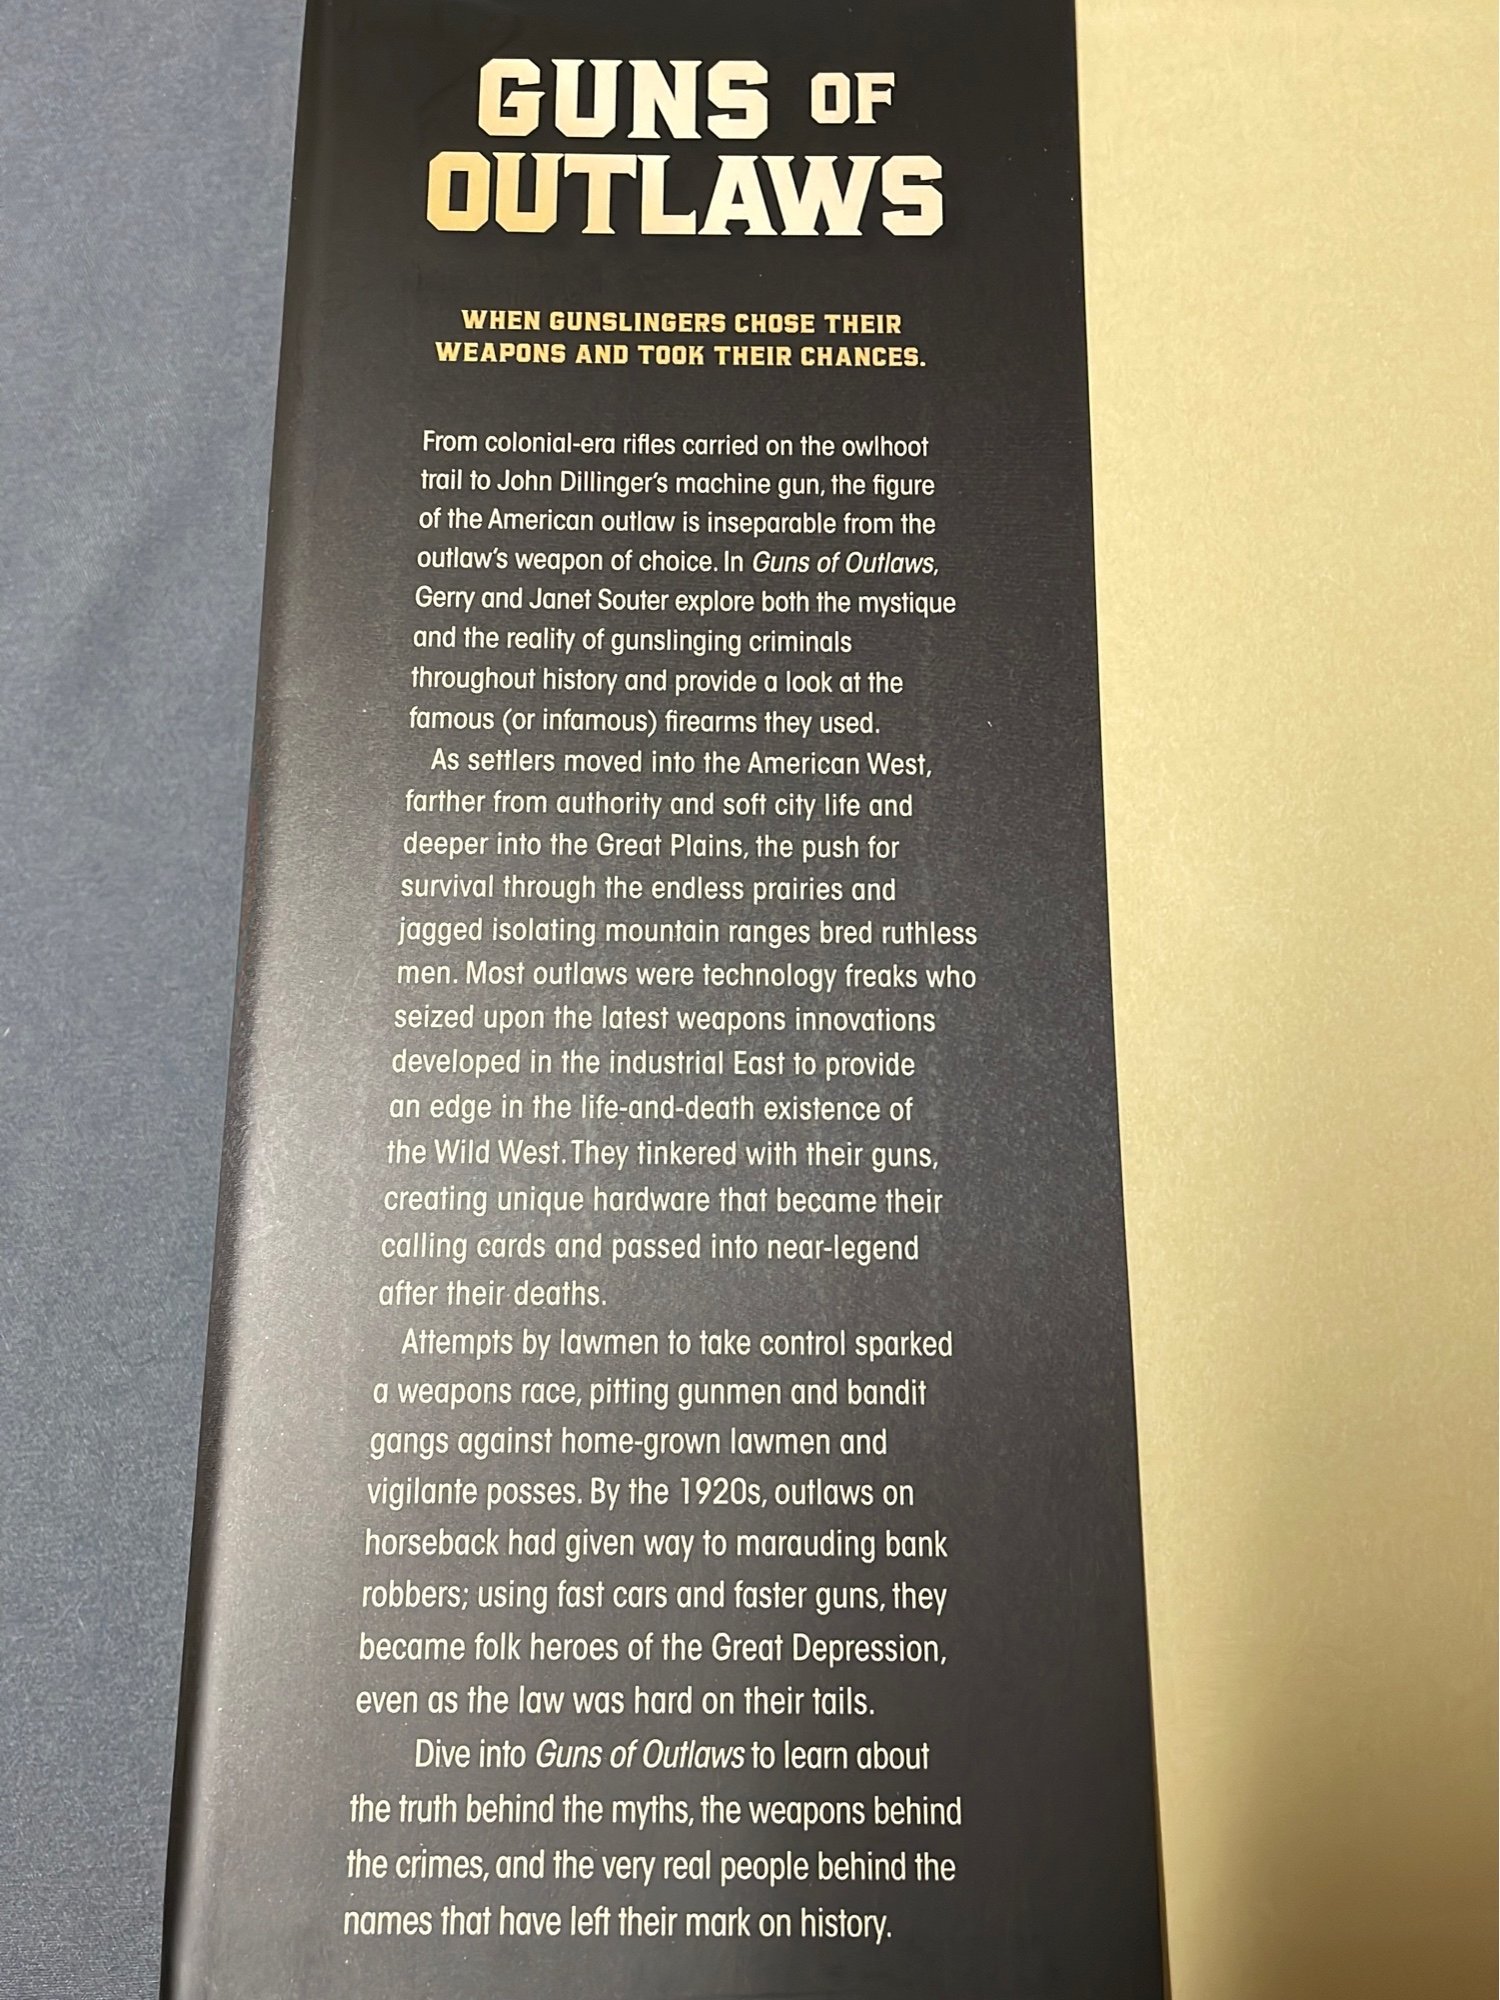 GUNS OF
OUTLAWS
WHEN GUNSLINGERS CHOSE THEIR
WEAPONS AND TOOK THEIR CHANCES.
From colonial-era rifles carried on the owlhoot
trail to John Dillinger's machine gun, the figure
of the American outlaw is inseparable from the
outlaw's weapon of choice. In Guns of Outlaws,
Gerry and Janet Souter explore both the mystique
and the reality of gunslinging criminals
throughout history and provide a look at the
famous (or infamous) firearms they used.
As settlers moved into the American West,
farther from authority and soft city life and
deeper into the Great Plains, the push for
survival through the endless prairies and
jagged isolating mountain ranges bred ruthless
men. Most outlaws were technology freaks who
seized upon the latest weapons innovations
developed in the industrial East to provide
an edge in the life-and-death existence of
the Wild West. They tinkered with their guns,
creating unique hardware that became their
calling cards and passed into near-legend
after their deaths.
Attempts by lawmen to take control sparked
a weapons race, pitting gunmen and bandit
gangs against home-grown lawmen and
vigilante posses. By the 1920s, outlaws on
horseback had given way to marauding bank
robbers; using fast cars and faster guns, they
became folk heroes of the Great Depression,
even as the law was hard on their tails.
Dive into Guns of Outlaws to learn about
the truth behind the myths, the weapons behind
the crimes, and the very real people behind the
names that have left their mark on history.